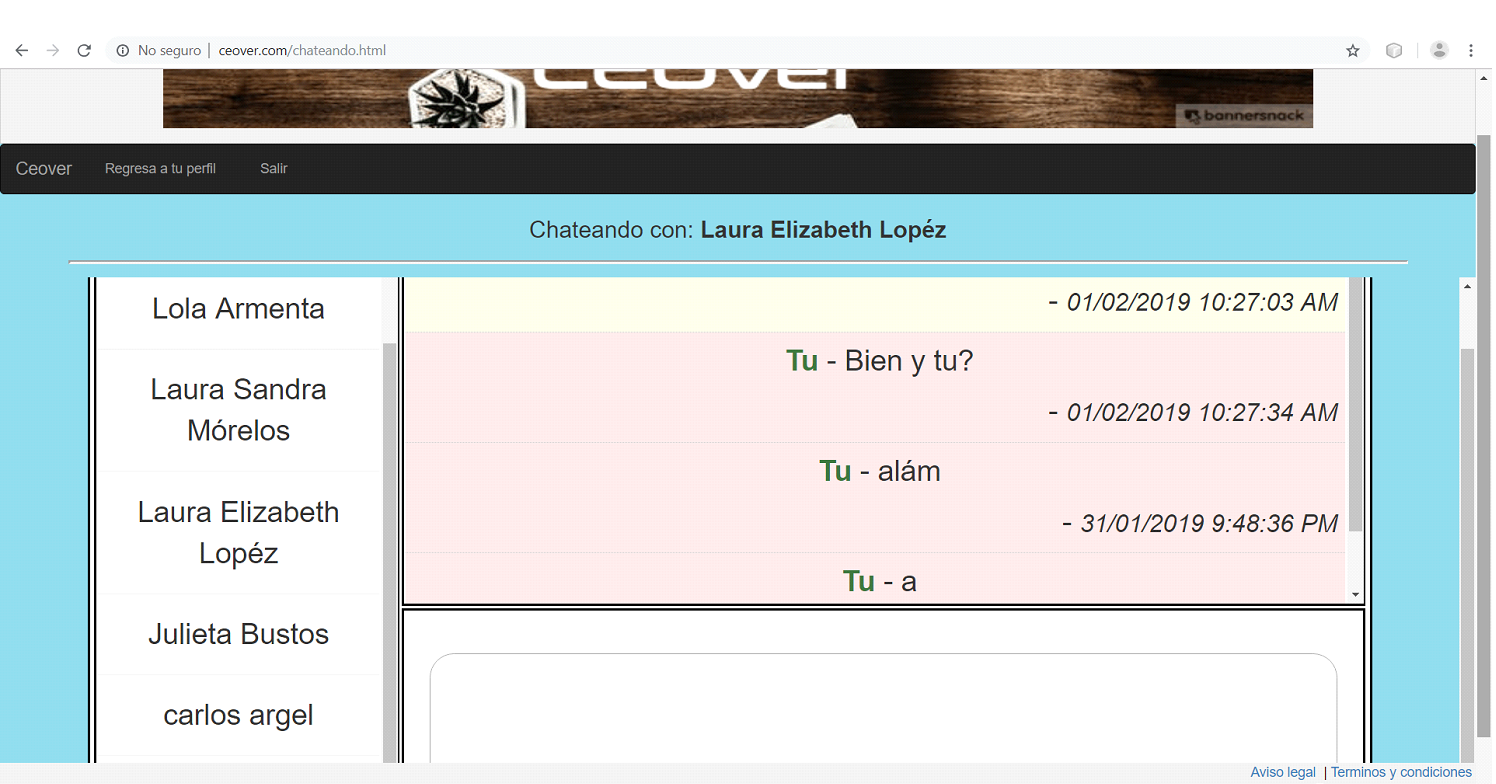 No seguro | ceover.com/chateando.html
ceover
bannersnack
Ceover Regresa a tu perfil Salir
Chateando con: Laura Elizabeth Lopéz
Lola Armenta
Laura Sandra
Mórelos
Laura Elizabeth
Lopéz
Julieta Bustos
carlos argel
- 01/02/2019 10:27:03 AM
Tu - Bien y tu?
- 01/02/2019 10:27:34 AM
Tu - alám
- 31/01/2019 9:48:36 PM
Tu - a
Aviso legal | Terminos y condiciones